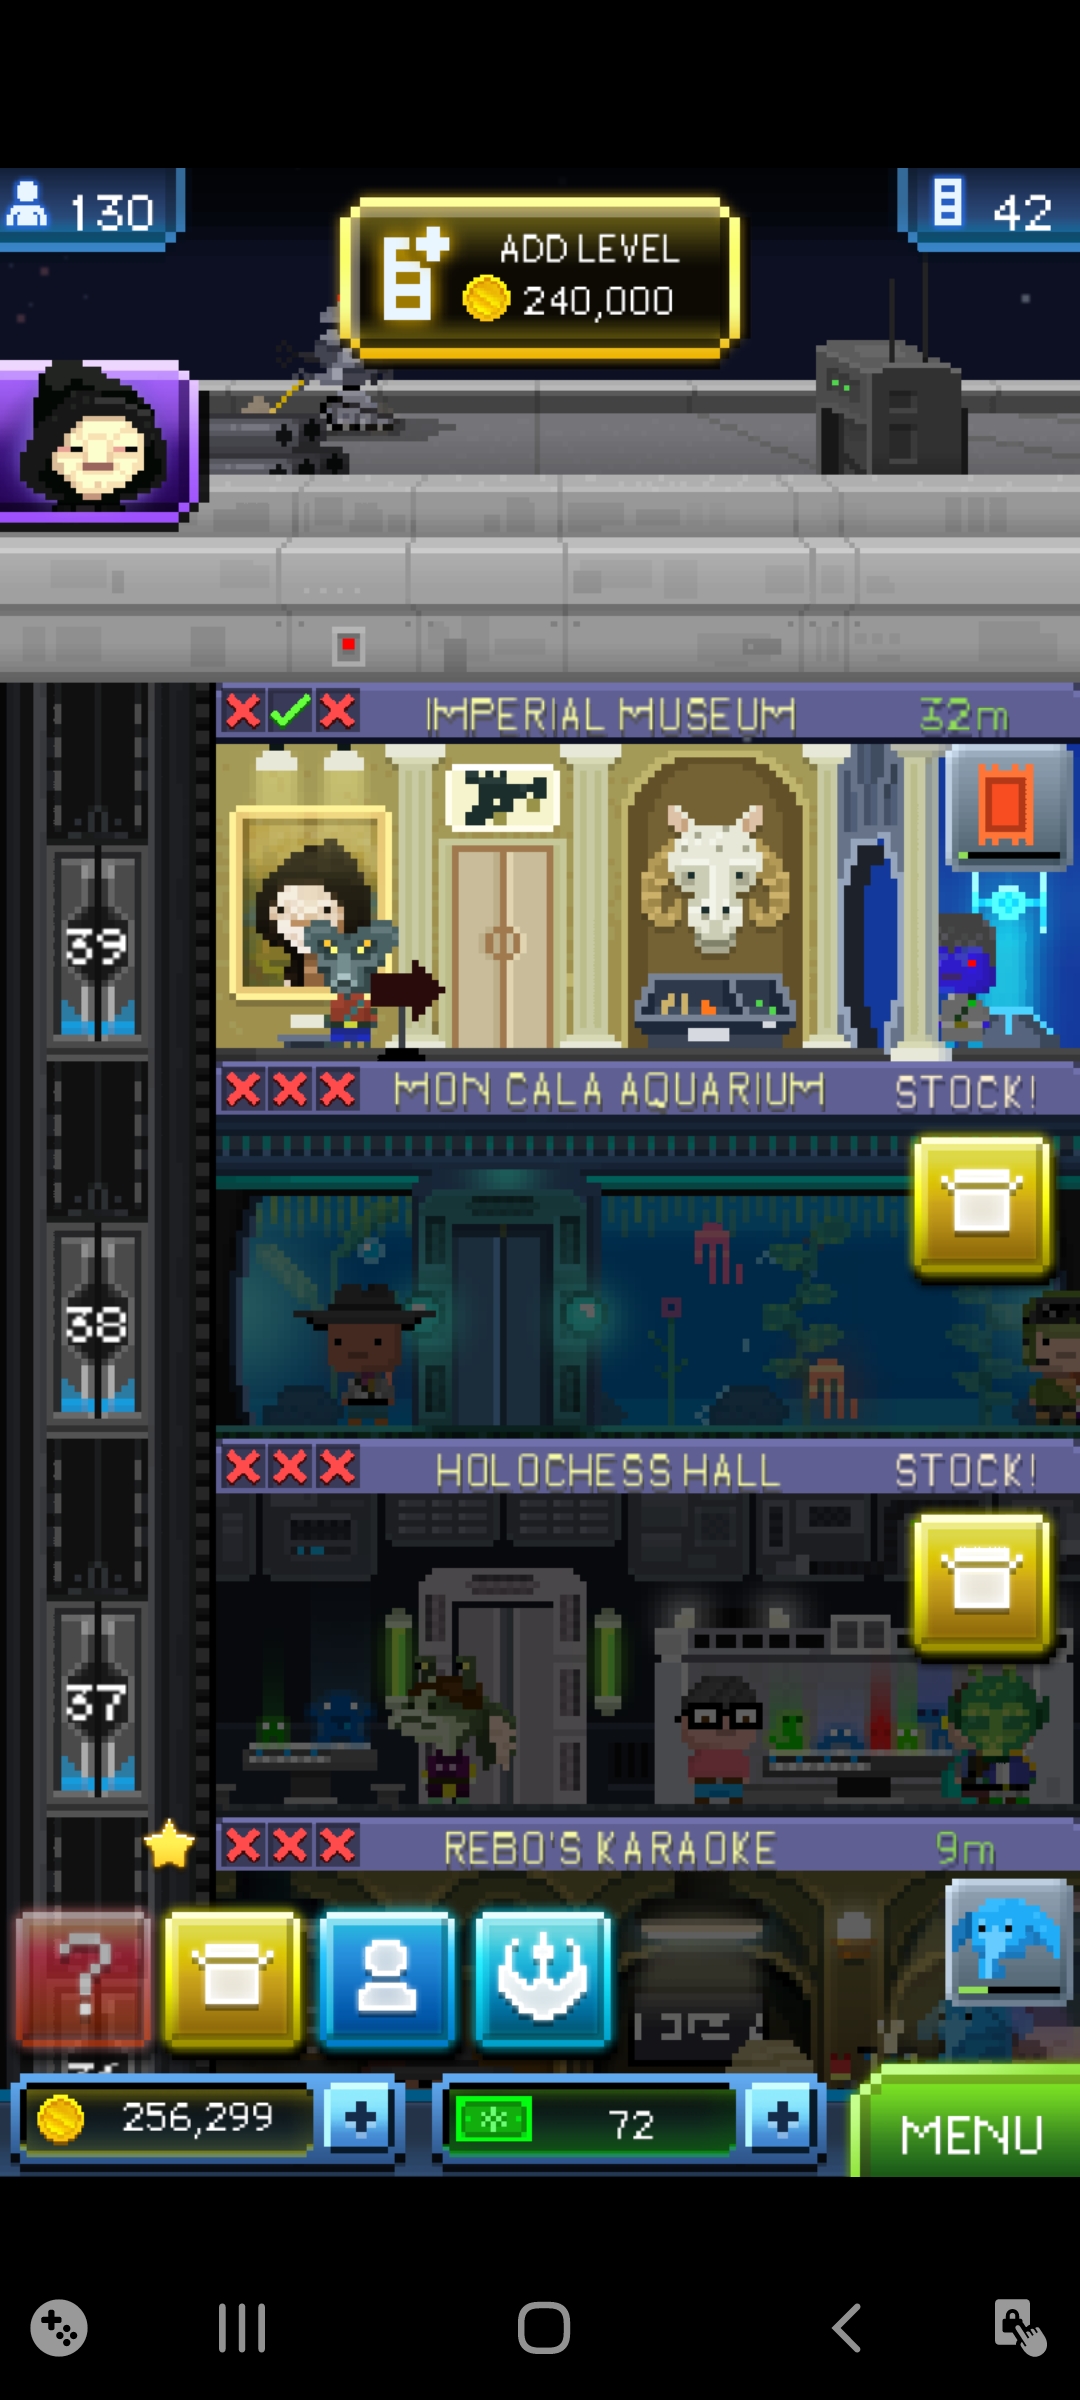 130
42
ADD LEVEL
240,000
IMPERIAL MUSEUM
32m
39
MON CALA AQUARIUM
STOCK!
38
HOLOCHESS HALL
STOCK!
37
REBO'S KARAOKE
9m
?
256,299
+
72
+
MENU